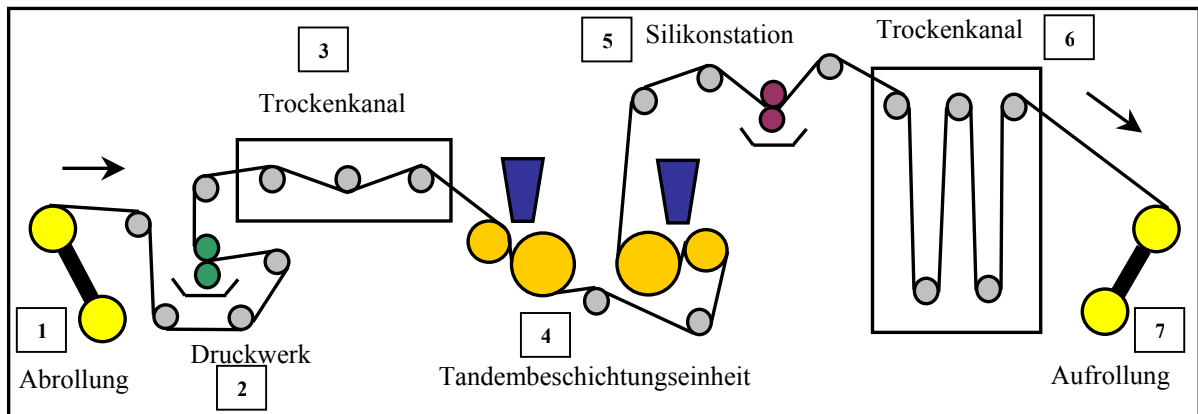 1
Abrollung
Druckwerk
2
3
Trockenkanal
4
Tandembeschichtungseinheit
5
Silikonstation
Trockenkanal
6
7
Aufrollung